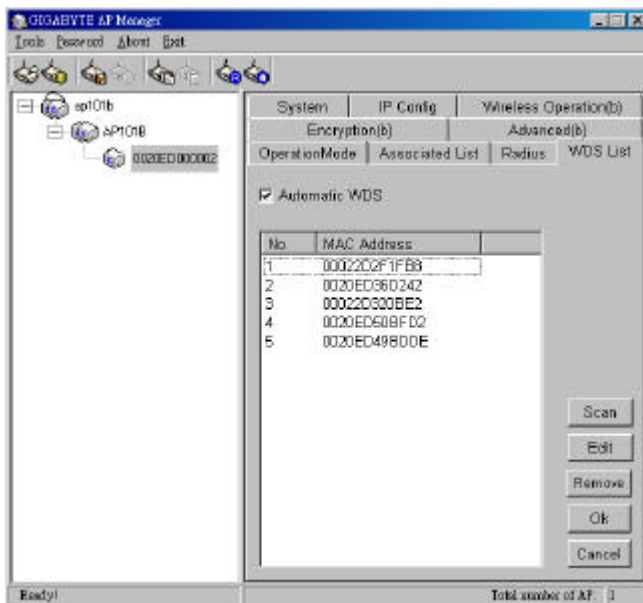 GIGABYTE AP Manager
Tools Password About Exit
ap101b
AP101B
0020ED000002
System IP Config Wireless Operation(b)
Encryption(b) Advanced(b)
OperationMode Associated List Radius WDS List
Automatic WDS
No. MAC Address
1 00022D2F1FB8
2 0020ED36D242
3 00022D320BE2
4 0020ED50BFD2
5 0020ED49BDDE
Scan
Edit
Remove
Ok
Cancel
Ready! Total number of AP: 1